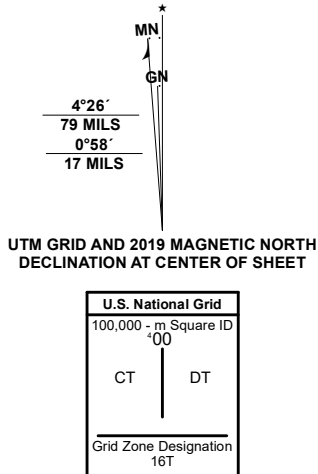 ★
MN
GN
4°26´
79 MILS
0°58´
17 MILS
UTM GRID AND 2019 MAGNETIC NORTH
DECLINATION AT CENTER OF SHEET
U.S. National Grid
100,000 - m Square ID
⁴00
CT DT
Grid Zone Designation
16T